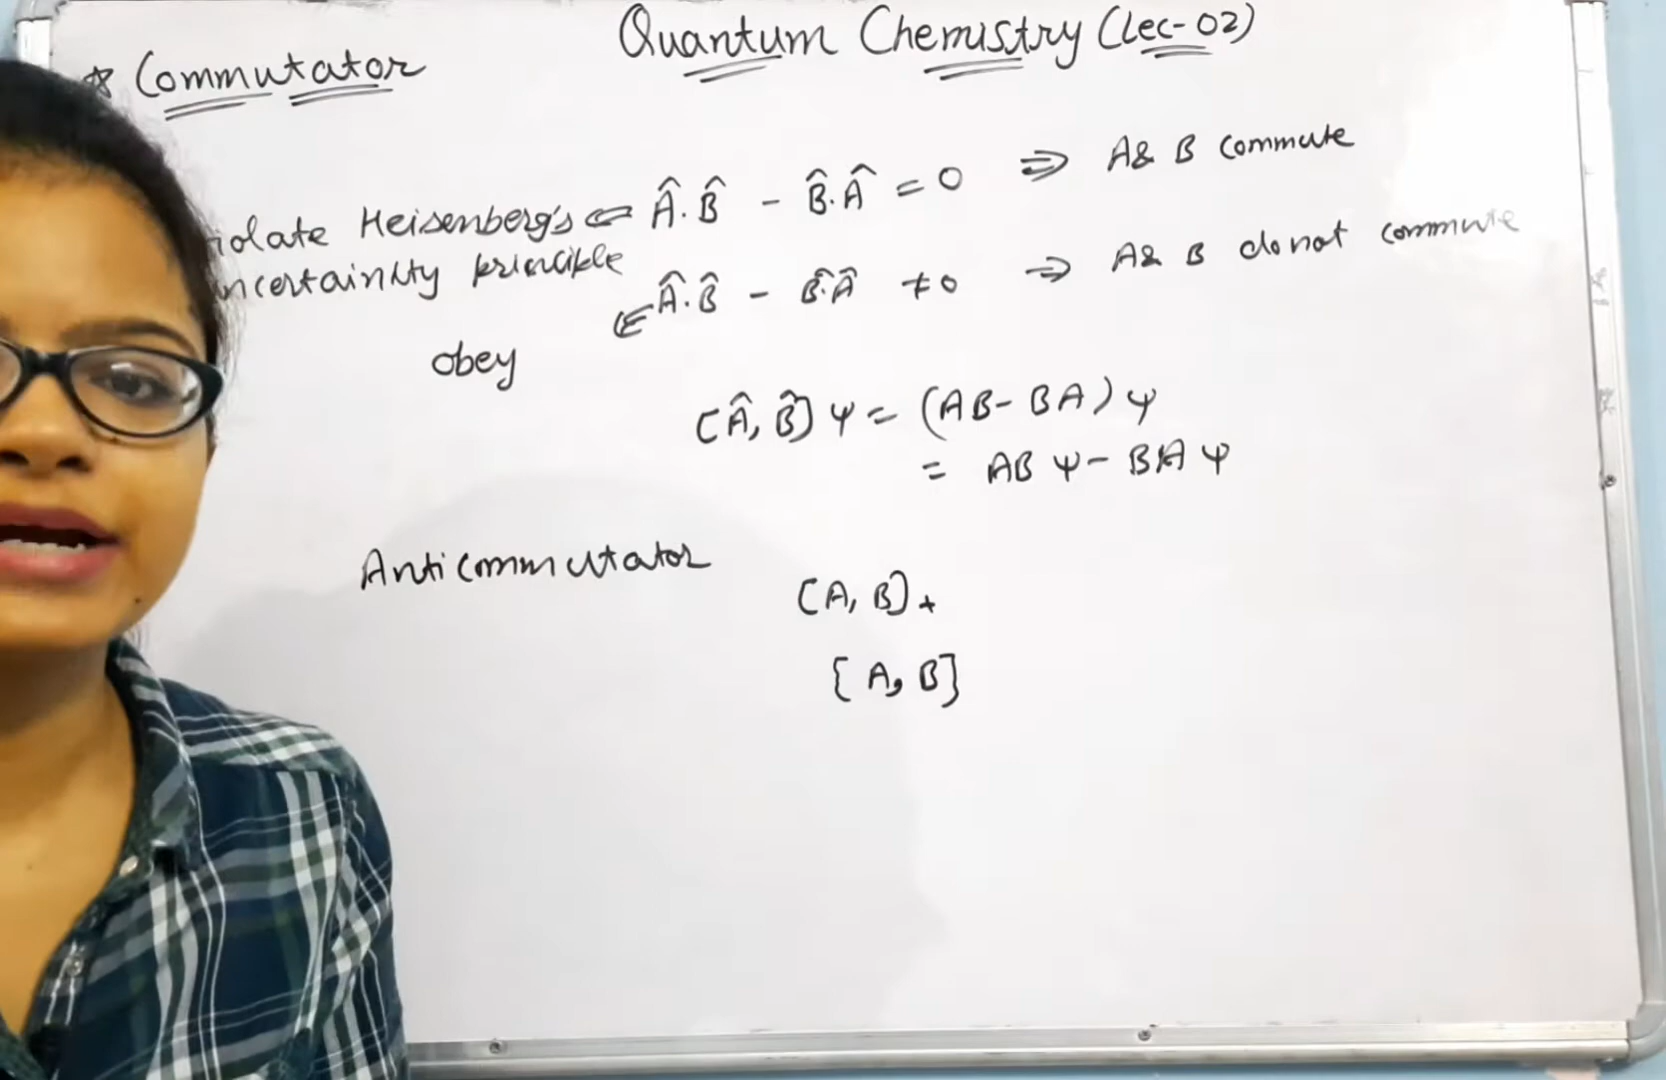 Quantum Chemistry (Lec-02)
* Commutator
iolate Heisenberg's ⇐ Â.B̂ - B̂.Â = 0 ⇒ A& B commute
ncertainity principle
⇐ Â.B̂ - B̂.Â ≠ 0 ⇒ A& B do not commute
obey
[Â, B̂] ψ = (AB - BA) ψ
= AB ψ - BA ψ
Anticommutator
[A, B]+
{A, B]